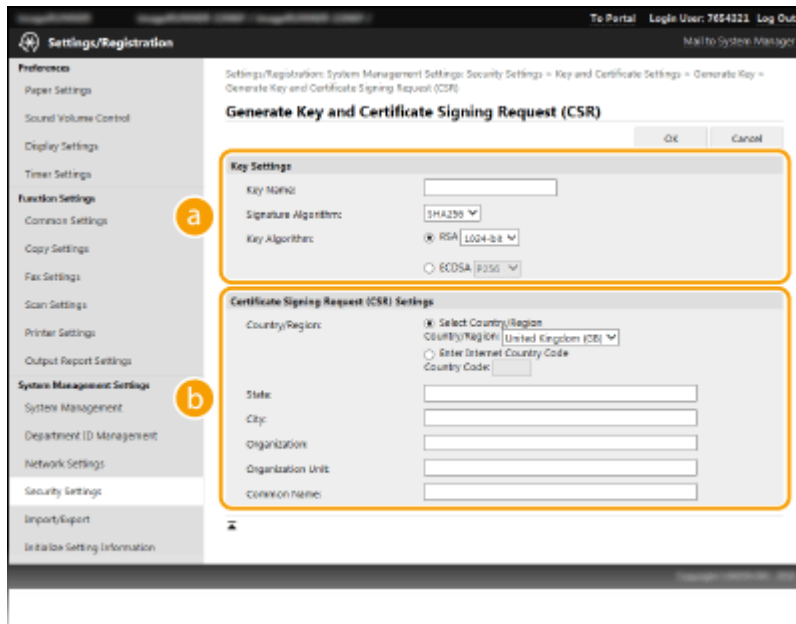 To Portal Login User: 7654321 Log Out
Settings/Registration
Mail to System Manager
Preferences
Paper Settings
Sound Volume Control
Display Settings
Timer Settings
Function Settings
Common Settings
Copy Settings
Fax Settings
Scan Settings
Printer Settings
Output Report Settings
System Management Settings
System Management
Department ID Management
Network Settings
Security Settings
Import/Export
Initialize Setting Information
Settings/Registration: System Management Settings: Security Settings > Key and Certificate Settings > Generate Key >
Generate Key and Certificate Signing Request (CSR)
Generate Key and Certificate Signing Request (CSR)
OK Cancel
a
Key Settings
Key Name:
Signature Algorithm: SHA256
Key Algorithm: RSA 1024-bit
ECDSA P256
b
Certificate Signing Request (CSR) Settings
Country/Region: Select Country/Region
Country/Region: United Kingdom (GB)
Enter Internet Country Code
Country Code:
State:
City:
Organization:
Organization Unit:
Common Name: